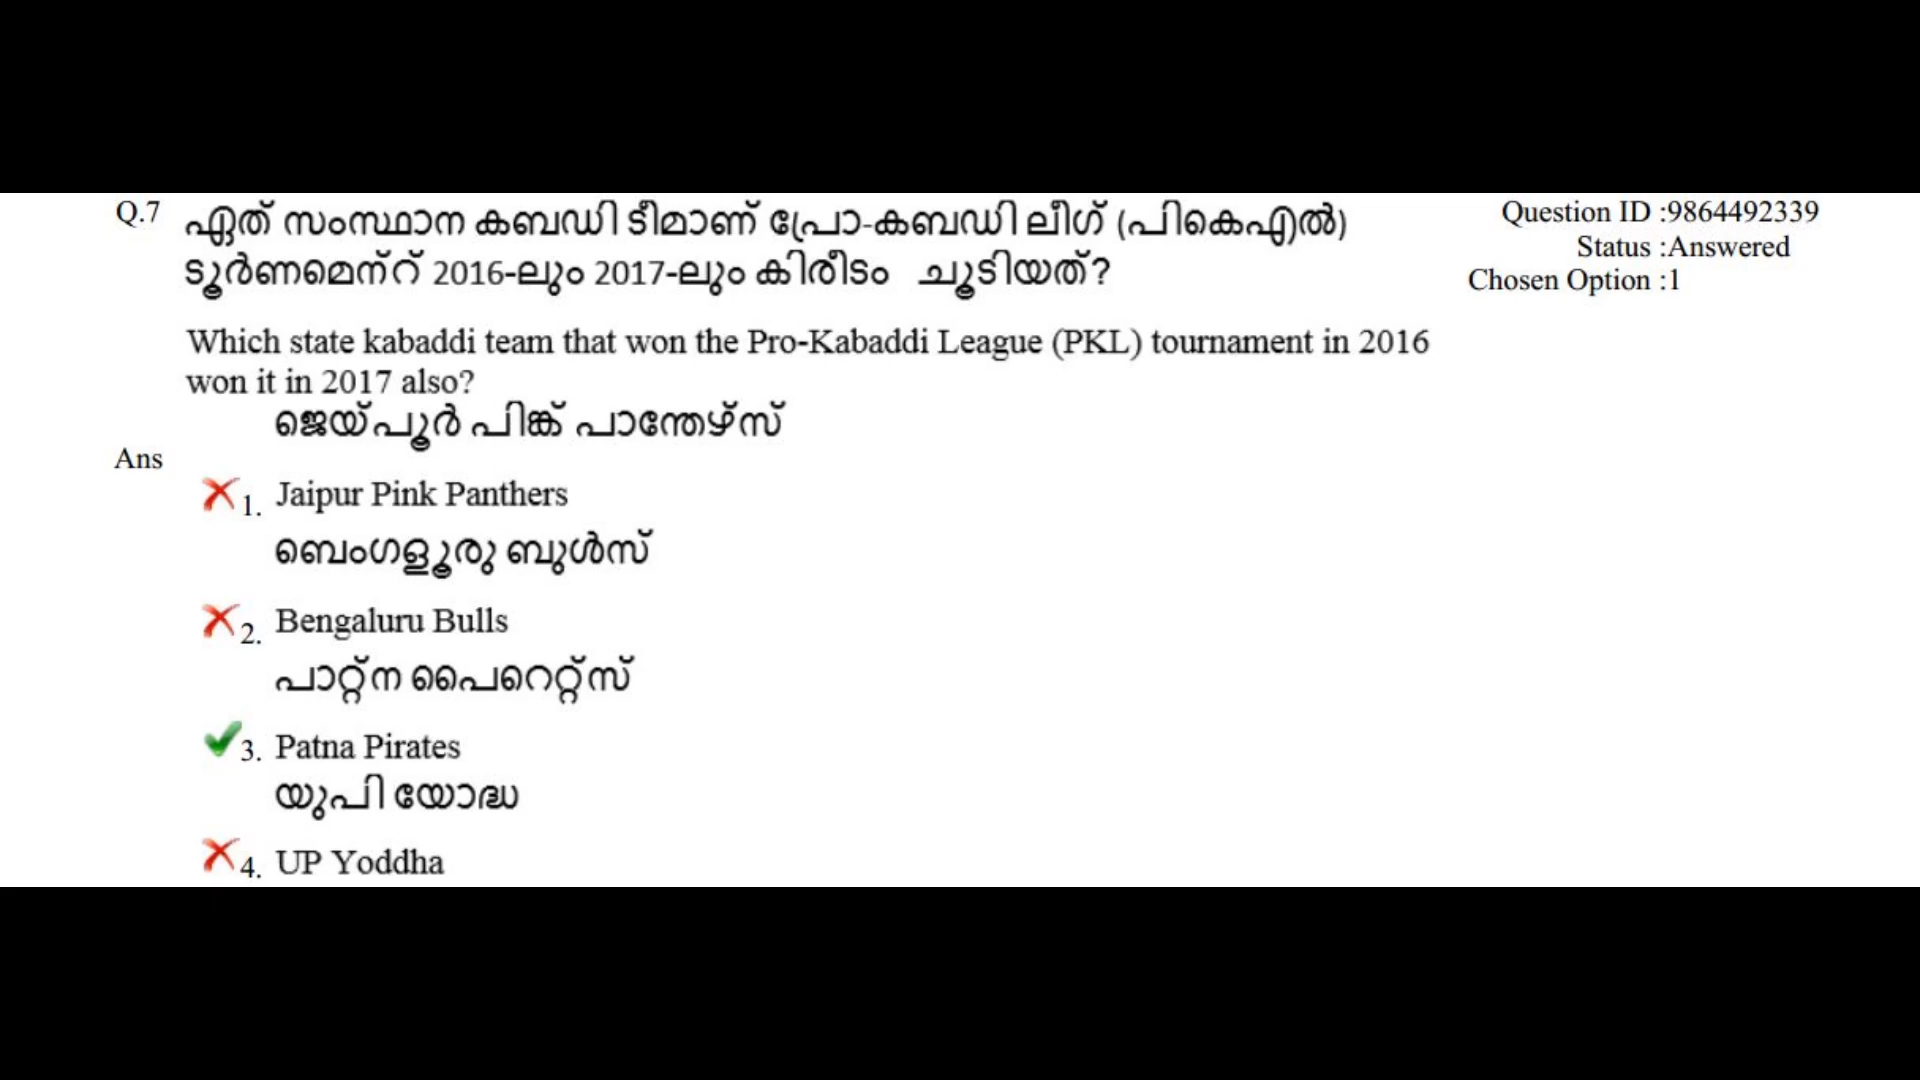 Q.7 ഏത് സംസ്ഥാന കബഡി ടീമാണ് പ്രോ-കബഡി ലീഗ് (പികെഎൽ) Question ID :9864492339
ടൂർണമെന്റ് 2016-ലും 2017-ലും കിരീടം ചൂടിയത്? Status :Answered
Chosen Option :1
Which state kabaddi team that won the Pro-Kabaddi League (PKL) tournament in 2016
won it in 2017 also?
ജെയ്പൂർ പിങ്ക് പാന്തേഴ്സ്
Ans
1. Jaipur Pink Panthers
ബെംഗളൂരു ബുൾസ്
2. Bengaluru Bulls
പാറ്റ്ന പൈറെറ്റ്സ്
3. Patna Pirates
യുപി യോദ്ധ
4. UP Yoddha